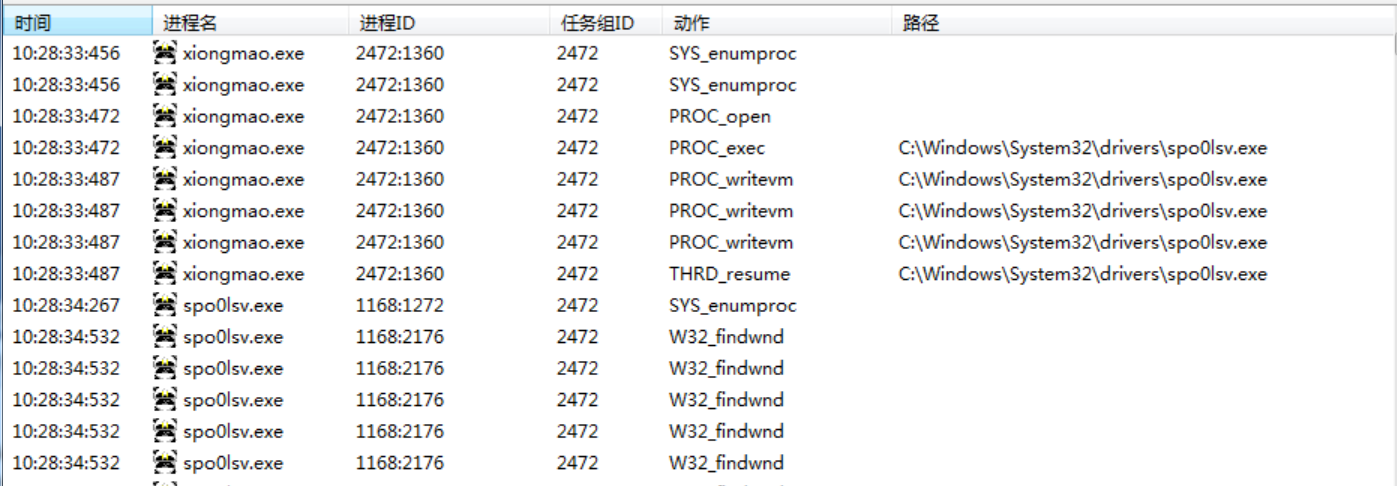 时间 进程名 进程ID 任务组ID 动作 路径
10:28:33:456 xiongmao.exe 2472:1360 2472 SYS_enumproc
10:28:33:456 xiongmao.exe 2472:1360 2472 SYS_enumproc
10:28:33:472 xiongmao.exe 2472:1360 2472 PROC_open
10:28:33:472 xiongmao.exe 2472:1360 2472 PROC_exec C:\Windows\System32\drivers\spo0lsv.exe
10:28:33:487 xiongmao.exe 2472:1360 2472 PROC_writevm C:\Windows\System32\drivers\spo0lsv.exe
10:28:33:487 xiongmao.exe 2472:1360 2472 PROC_writevm C:\Windows\System32\drivers\spo0lsv.exe
10:28:33:487 xiongmao.exe 2472:1360 2472 PROC_writevm C:\Windows\System32\drivers\spo0lsv.exe
10:28:33:487 xiongmao.exe 2472:1360 2472 THRD_resume C:\Windows\System32\drivers\spo0lsv.exe
10:28:34:267 spo0lsv.exe 1168:1272 2472 SYS_enumproc
10:28:34:532 spo0lsv.exe 1168:2176 2472 W32_findwnd
10:28:34:532 spo0lsv.exe 1168:2176 2472 W32_findwnd
10:28:34:532 spo0lsv.exe 1168:2176 2472 W32_findwnd
10:28:34:532 spo0lsv.exe 1168:2176 2472 W32_findwnd
10:28:34:532 spo0lsv.exe 1168:2176 2472 W32_findwnd